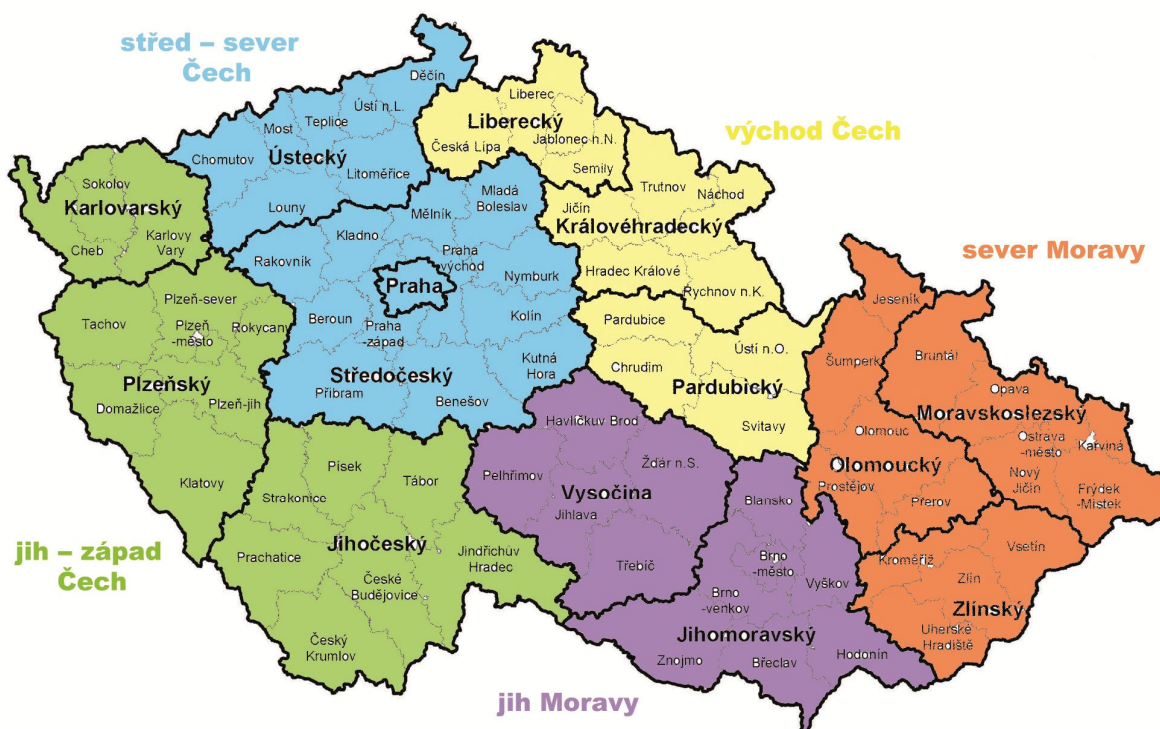 střed – sever
Čech
východ Čech
sever Moravy
jih – západ
Čech
jih Moravy
Děčín
Ústí n.L.
Teplice
Most
Chomutov
Ústecký
Litoměřice
Louny
Liberec
Liberecký
Česká Lípa
Jablonec n.N.
Semily
Trutnov
Náchod
Jičín
Královéhradecký
Hradec Králové
Rychnov n.K.
Sokolov
Karlovarský
Cheb
Karlovy
Vary
Mladá
Boleslav
Mělník
Kladno
Rakovník
Praha
východ
Nymburk
Praha
Beroun
Praha
-západ
Kolín
Kutná
Hora
Středočeský
Příbram
Benešov
Plzeň-sever
Tachov
Plzeň
-město
Rokycany
Plzeňský
Domažlice
Plzeň-jih
Klatovy
Pardubice
Ústí n.O.
Chrudim
Pardubický
Svitavy
Jeseník
Šumperk
Bruntál
Opava
Moravskoslezský
Olomouc
Ostrava
-město
Karviná
Olomoucký
Prostějov
Přerov
Nový
Jičín
Frýdek
-Místek
Havlíčkuv Brod
Pelhřimov
Žďár n.S.
Vysočina
Jihlava
Třebíč
Písek
Tábor
Strakonice
Prachatice
Jihočeský
Jindřichův
Hradec
České
Budějovice
Český
Krumlov
Blansko
Brno
-město
Vyškov
Brno
-venkov
Jihomoravský
Znojmo
Břeclav
Hodonín
Kroměříž
Vsetín
Zlín
Zlínský
Uherské
Hradiště